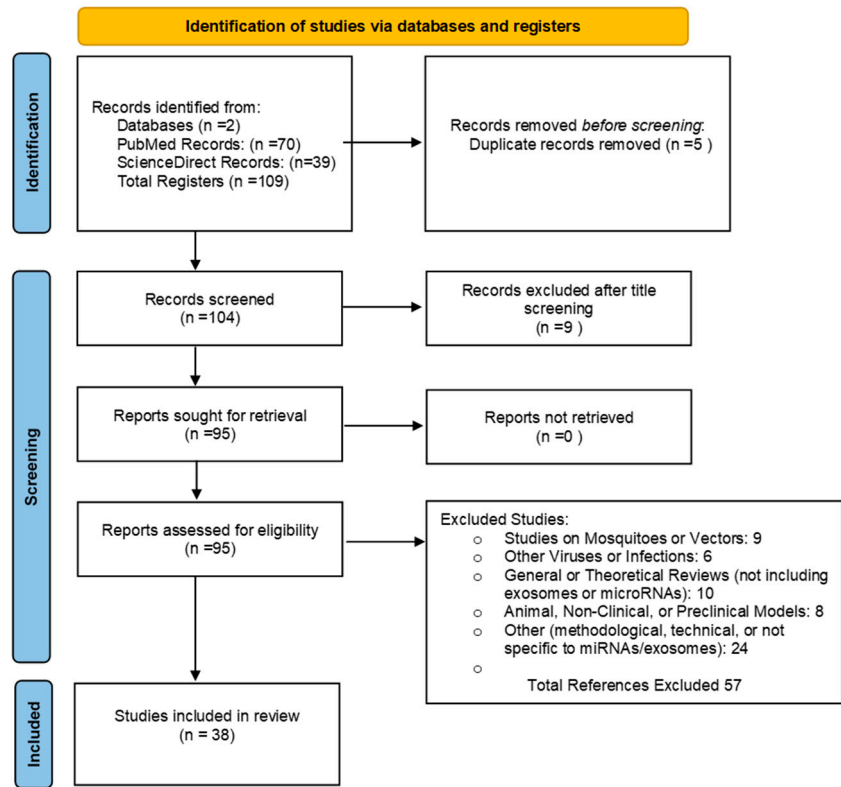 Identification of studies via databases and registers
Identification
Records identified from:
Databases (n =2)
PubMed Records: (n =70)
ScienceDirect Records: (n=39)
Total Registers (n =109)
Records removed before screening:
Duplicate records removed (n =5 )
Screening
Records screened
(n =104)
Records excluded after title
screening
(n =9 )
Reports sought for retrieval
(n =95)
Reports not retrieved
(n =0 )
Reports assessed for eligibility
(n =95)
Excluded Studies:
o Studies on Mosquitoes or Vectors: 9
o Other Viruses or Infections: 6
o General or Theoretical Reviews (not including
exosomes or microRNAs): 10
o Animal, Non-Clinical, or Preclinical Models: 8
o Other (methodological, technical, or not
specific to miRNAs/exosomes): 24
o
Total References Excluded 57
Included
Studies included in review
(n = 38)